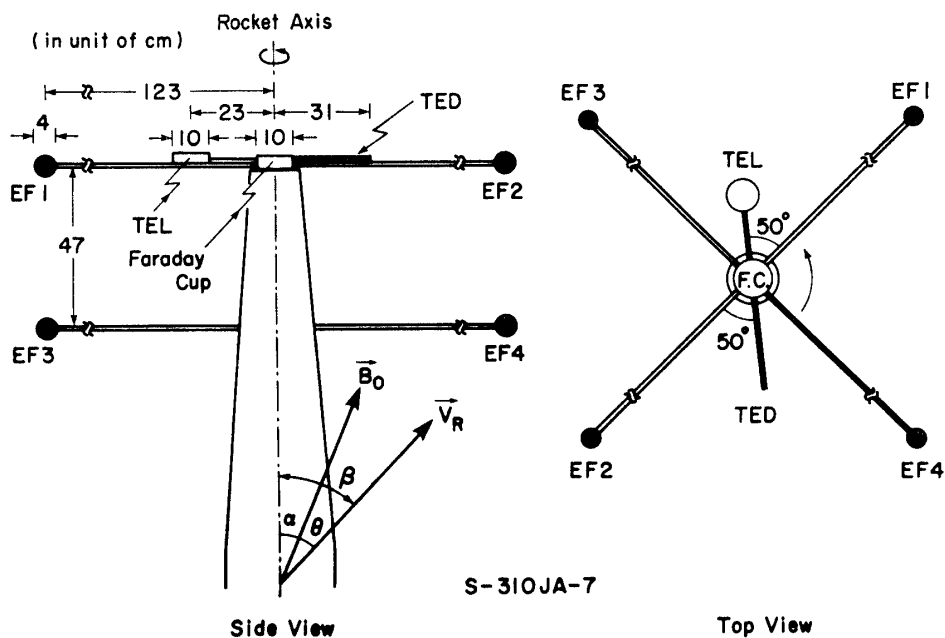 Rocket Axis
(in unit of cm)
123
23
31
TED
4
10
10
EF1
EF2
TEL
47
Faraday
Cup
EF3
EF4
B₀
V_R
β
α
θ
Side View
EF3
EF1
TEL
50°
F.C.
50°
TED
EF2
EF4
S-310JA-7
Top View